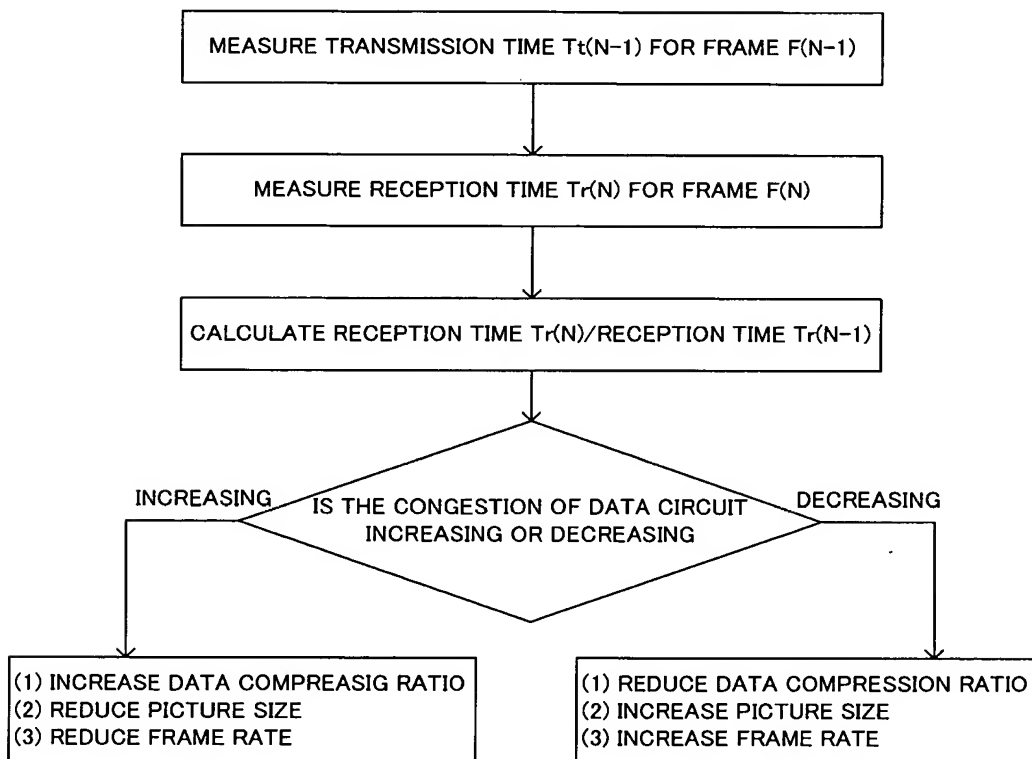 MEASURE TRANSMISSION TIME Tt(N-1) FOR FRAME F(N-1)
MEASURE RECEPTION TIME Tr(N) FOR FRAME F(N)
CALCULATE RECEPTION TIME Tr(N)/RECEPTION TIME Tr(N-1)
IS THE CONGESTION OF DATA CIRCUIT
INCREASING OR DECREASING
INCREASING
DECREASING
(1) INCREASE DATA COMPREASIG RATIO
(2) REDUCE PICTURE SIZE
(3) REDUCE FRAME RATE
(1) REDUCE DATA COMPRESSION RATIO
(2) INCREASE PICTURE SIZE
(3) INCREASE FRAME RATE